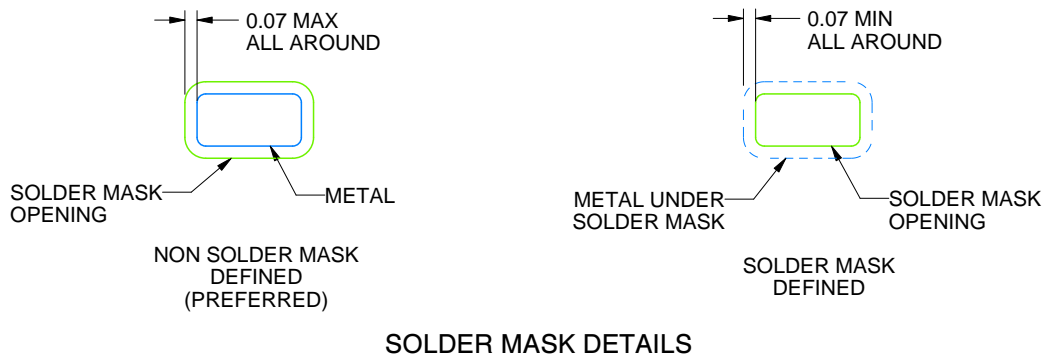 0.07 MAX
ALL AROUND
SOLDER MASK
OPENING
METAL
NON SOLDER MASK
DEFINED
(PREFERRED)
0.07 MIN
ALL AROUND
METAL UNDER
SOLDER MASK
SOLDER MASK
OPENING
SOLDER MASK
DEFINED
SOLDER MASK DETAILS